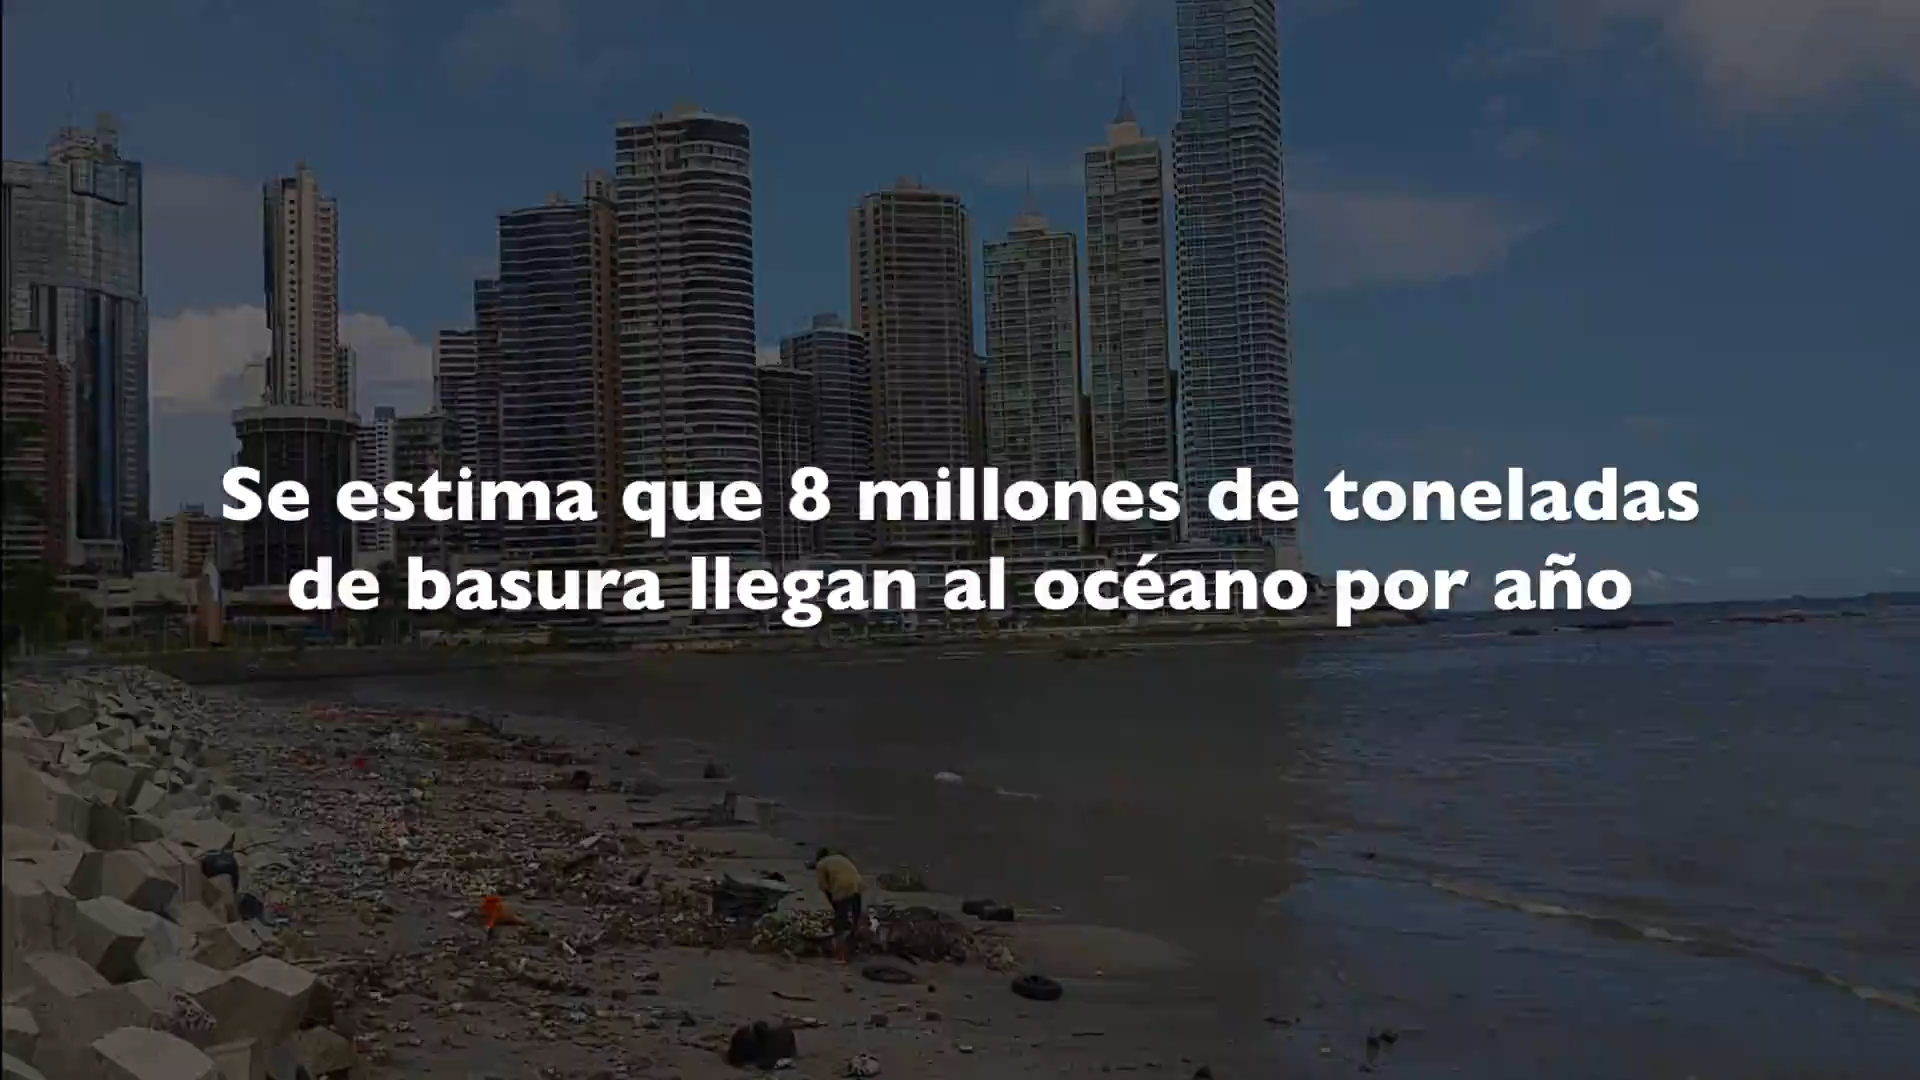 Se estima que 8 millones de toneladas
de basura llegan al océano por año